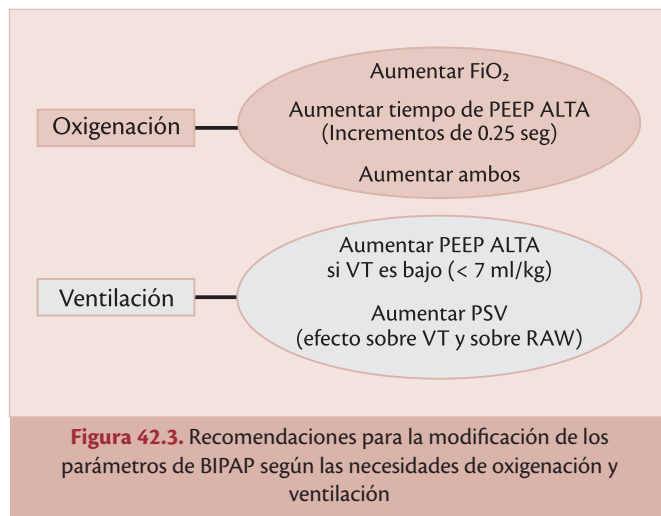 Oxigenación
Aumentar FiO₂
Aumentar tiempo de PEEP ALTA
(Incrementos de 0.25 seg)
Aumentar ambos
Ventilación
Aumentar PEEP ALTA
si VT es bajo (< 7 ml/kg)
Aumentar PSV
(efecto sobre VT y sobre RAW)
Figura 42.3. Recomendaciones para la modificación de los
parámetros de BIPAP según las necesidades de oxigenación y
ventilación